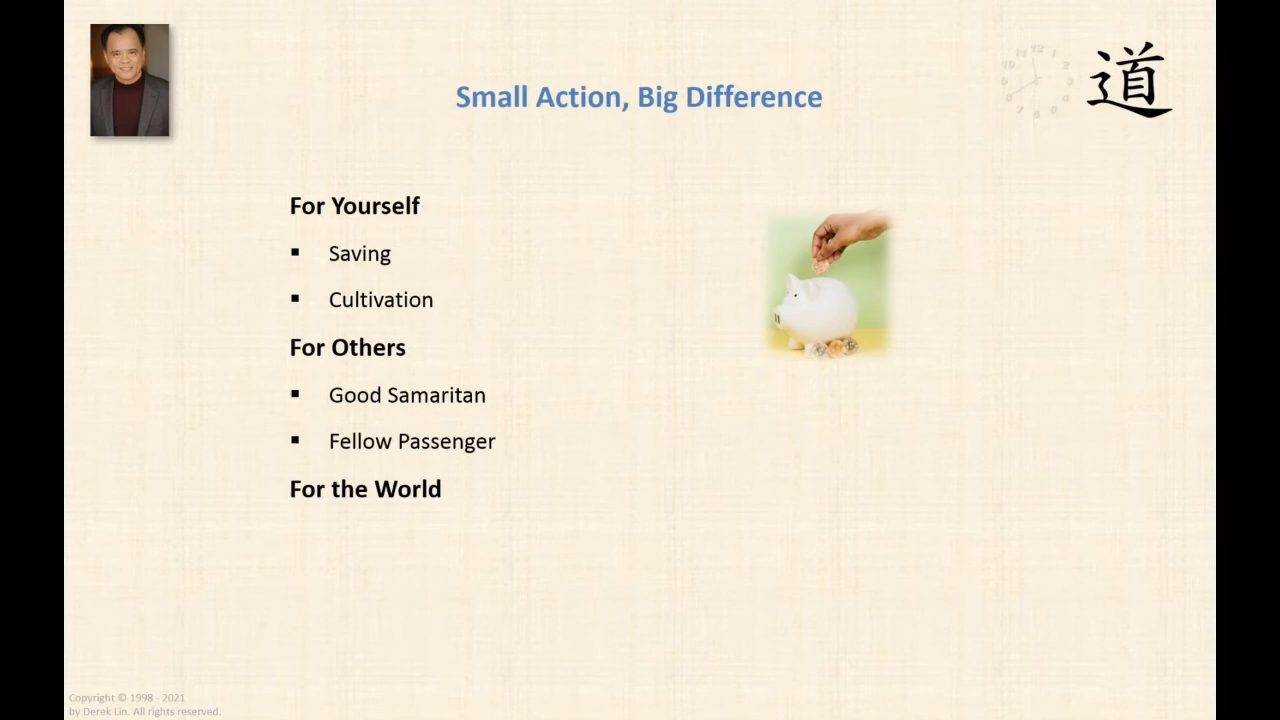 Small Action, Big Difference
道
For Yourself
▪ Saving
▪ Cultivation
For Others
▪ Good Samaritan
▪ Fellow Passenger
For the World
Copyright © 1998 - 2021
by Derek Lin. All rights reserved.